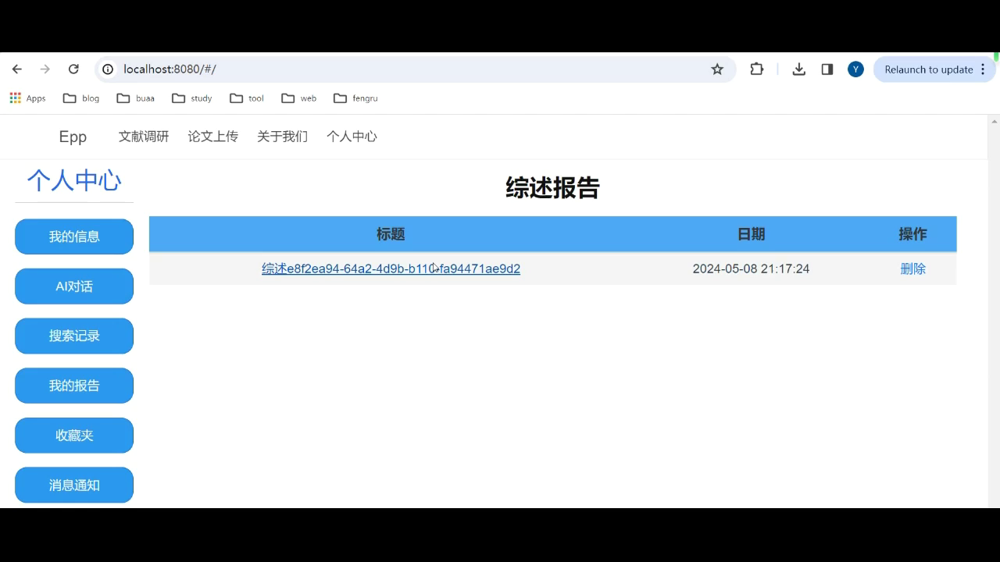 localhost:8080/#/
Y
Relaunch to update
Apps
blog
buaa
study
tool
web
fengru
Epp
文献调研
论文上传
关于我们
个人中心
个人中心
我的信息
AI对话
搜索记录
我的报告
收藏夹
消息通知
综述报告
标题 日期 操作
综述e8f2ea94-64a2-4d9b-b110-fa94471ae9d2 2024-05-08 21:17:24 删除